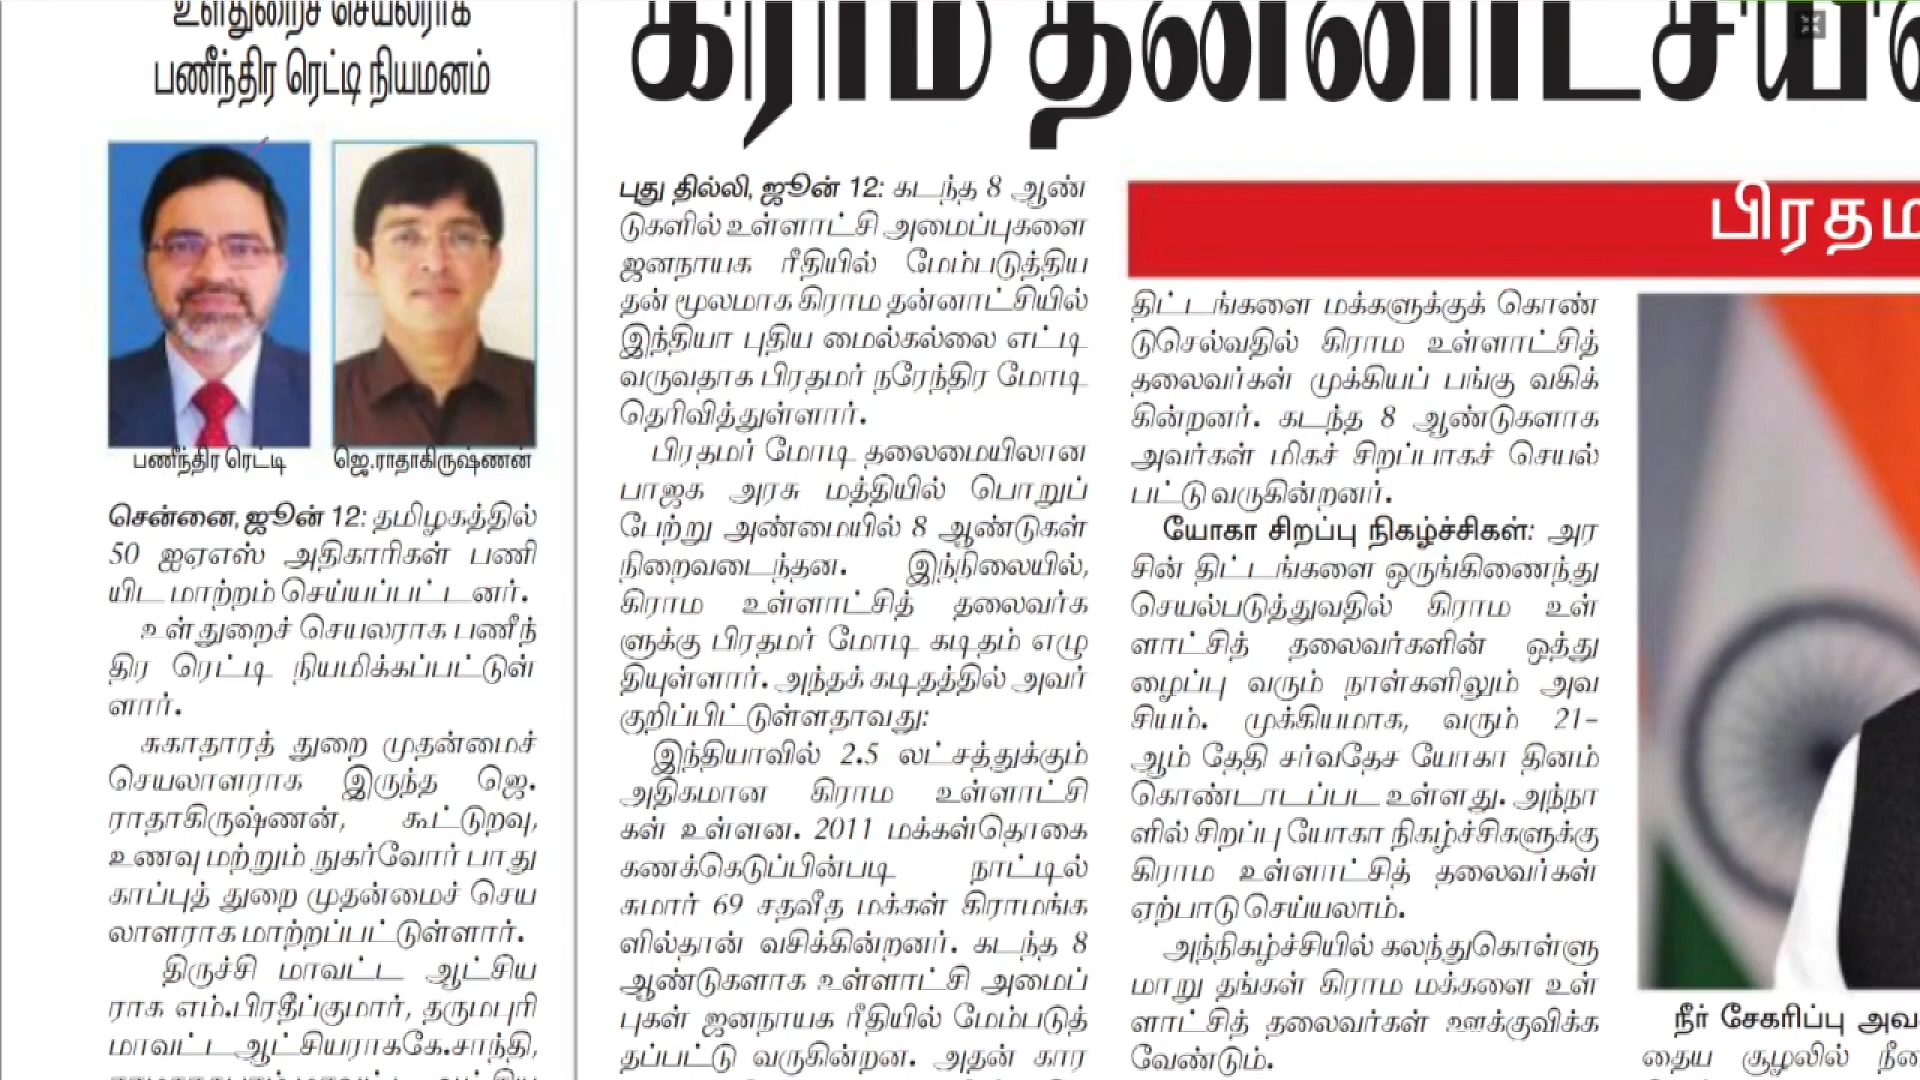 உள்துறைச் செயலராக
பணீந்திர ரெட்டி நியமனம்
பணீந்திர ரெட்டி
ஜெ.ராதாகிருஷ்ணன்
சென்னை, ஜூன் 12: தமிழகத்தில்
50 ஐஏஎஸ் அதிகாரிகள் பணி
யிட மாற்றம் செய்யப்பட்டனர்.
உள்துறைச் செயலராக பணீந்
திர ரெட்டி நியமிக்கப்பட்டுள்
ளார்.
சுகாதாரத் துறை முதன்மைச்
செயலாளராக இருந்த ஜெ.
ராதாகிருஷ்ணன், கூட்டுறவு,
உணவு மற்றும் நுகர்வோர் பாது
காப்புத் துறை முதன்மைச் செய
லாளராக மாற்றப்பட்டுள்ளார்.
திருச்சி மாவட்ட ஆட்சிய
ராக எம்.பிரதீப்குமார், தருமபுரி
மாவட்ட ஆட்சியராக கே.சாந்தி,
கிராம தன்னாட்சியில்
புது தில்லி, ஜூன் 12: கடந்த 8 ஆண்
டுகளில் உள்ளாட்சி அமைப்புகளை
ஜனநாயக ரீதியில் மேம்படுத்திய
தன் மூலமாக கிராம தன்னாட்சியில்
இந்தியா புதிய மைல்கல்லை எட்டி
வருவதாக பிரதமர் நரேந்திர மோடி
தெரிவித்துள்ளார்.
பிரதமர் மோடி தலைமையிலான
பாஜக அரசு மத்தியில் பொறுப்
பேற்று அண்மையில் 8 ஆண்டுகள்
நிறைவடைந்தன. இந்நிலையில்,
கிராம உள்ளாட்சித் தலைவர்க
ளுக்கு பிரதமர் மோடி கடிதம் எழு
தியுள்ளார். அந்தக் கடிதத்தில் அவர்
குறிப்பிட்டுள்ளதாவது:
இந்தியாவில் 2.5 லட்சத்துக்கும்
அதிகமான கிராம உள்ளாட்சி
கள் உள்ளன. 2011 மக்கள்தொகை
கணக்கெடுப்பின்படி நாட்டில்
சுமார் 69 சதவீத மக்கள் கிராமங்க
ளில்தான் வசிக்கின்றனர். கடந்த 8
ஆண்டுகளாக உள்ளாட்சி அமைப்
புகள் ஜனநாயக ரீதியில் மேம்படுத்
தப்பட்டு வருகின்றன. அதன் கார
பிரதம
திட்டங்களை மக்களுக்குக் கொண்
டுசெல்வதில் கிராம உள்ளாட்சித்
தலைவர்கள் முக்கியப் பங்கு வகிக்
கின்றனர். கடந்த 8 ஆண்டுகளாக
அவர்கள் மிகச் சிறப்பாகச் செயல்
பட்டு வருகின்றனர்.
யோகா சிறப்பு நிகழ்ச்சிகள்: அர
சின் திட்டங்களை ஒருங்கிணைந்து
செயல்படுத்துவதில் கிராம உள்
ளாட்சித் தலைவர்களின் ஒத்து
ழைப்பு வரும் நாள்களிலும் அவ
சியம். முக்கியமாக, வரும் 21-
ஆம் தேதி சர்வதேச யோகா தினம்
கொண்டாடப்பட உள்ளது. அந்நா
ளில் சிறப்பு யோகா நிகழ்ச்சிகளுக்கு
கிராம உள்ளாட்சித் தலைவர்கள்
ஏற்பாடு செய்யலாம்.
அந்நிகழ்ச்சியில் கலந்துகொள்ளு
மாறு தங்கள் கிராம மக்களை உள்
ளாட்சித் தலைவர்கள் ஊக்குவிக்க
வேண்டும்.
நீர் சேகரிப்பு அவ
தைய சூழலில் நீ